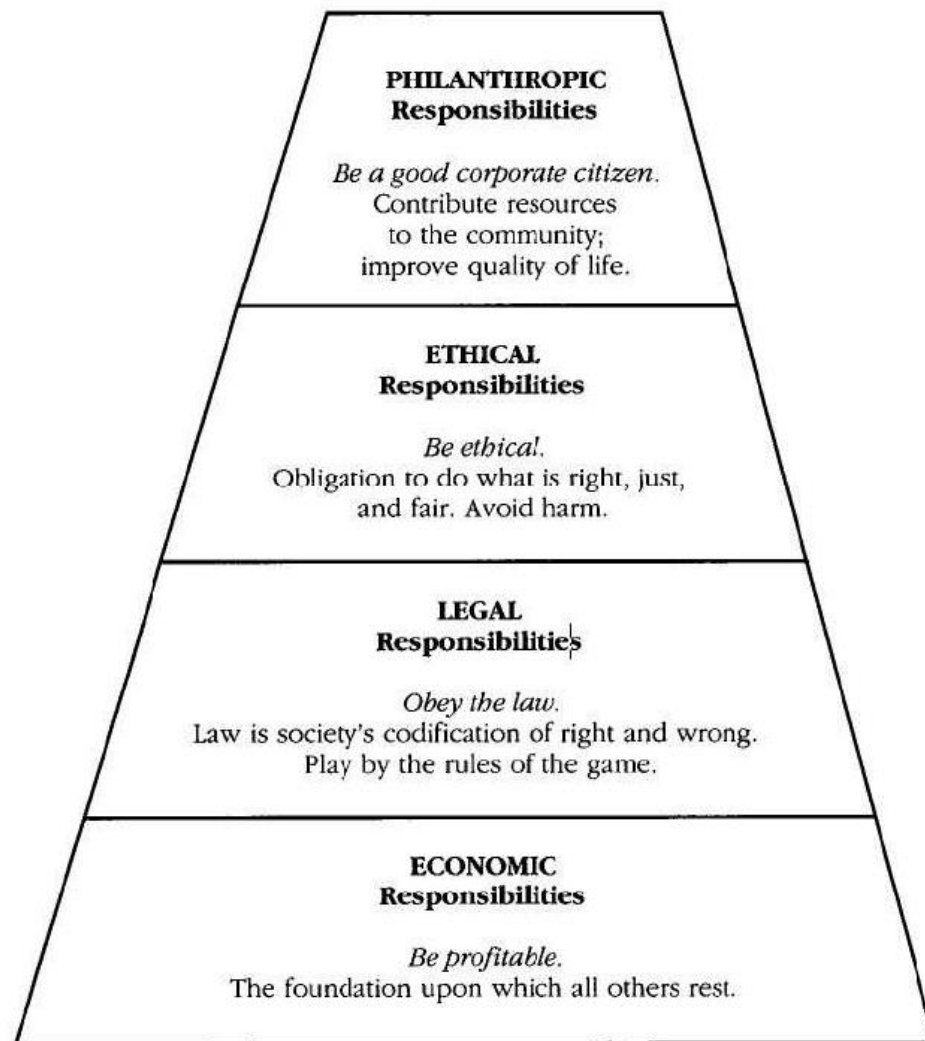 PHILANTHROPIC
Responsibilities
Be a good corporate citizen.
Contribute resources
to the community;
improve quality of life.
ETHICAL
Responsibilities
Be ethical.
Obligation to do what is right, just,
and fair. Avoid harm.
LEGAL
Responsibilities
Obey the law.
Law is society's codification of right and wrong.
Play by the rules of the game.
ECONOMIC
Responsibilities
Be profitable.
The foundation upon which all others rest.